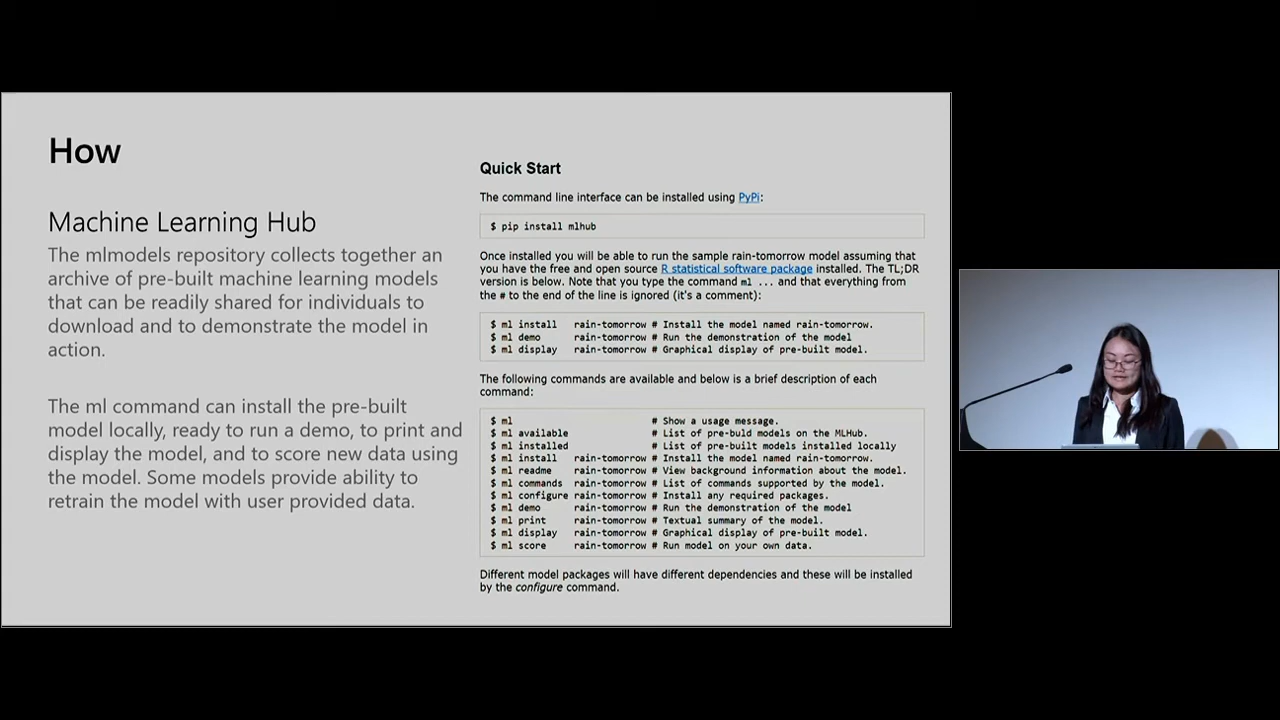 How
Machine Learning Hub
The mlmodels repository collects together an
archive of pre-built machine learning models
that can be readily shared for individuals to
download and to demonstrate the model in
action.
The ml command can install the pre-built
model locally, ready to run a demo, to print and
display the model, and to score new data using
the model. Some models provide ability to
retrain the model with user provided data.
Quick Start
The command line interface can be installed using PyPi:
$ pip install mlhub
Once installed you will be able to run the sample rain-tomorrow model assuming that
you have the free and open source R statistical software package installed. The TL;DR
version is below. Note that you type the command ml ... and that everything from
the # to the end of the line is ignored (it's a comment):
$ ml install rain-tomorrow # Install the model named rain-tomorrow.
$ ml demo rain-tomorrow # Run the demonstration of the model
$ ml display rain-tomorrow # Graphical display of pre-built model.
The following commands are available and below is a brief description of each
command:
$ ml # Show a usage message.
$ ml available # List of pre-buld models on the MLHub.
$ ml installed # List of pre-built models installed locally
$ ml install rain-tomorrow # Install the model named rain-tomorrow.
$ ml readme rain-tomorrow # View background information about the model.
$ ml commands rain-tomorrow # List of commands supported by the model.
$ ml configure rain-tomorrow # Install any required packages.
$ ml demo rain-tomorrow # Run the demonstration of the model
$ ml print rain-tomorrow # Textual summary of the model.
$ ml display rain-tomorrow # Graphical display of pre-built model.
$ ml score rain-tomorrow # Run model on your own data.
Different model packages will have different dependencies and these will be installed
by the configure command.